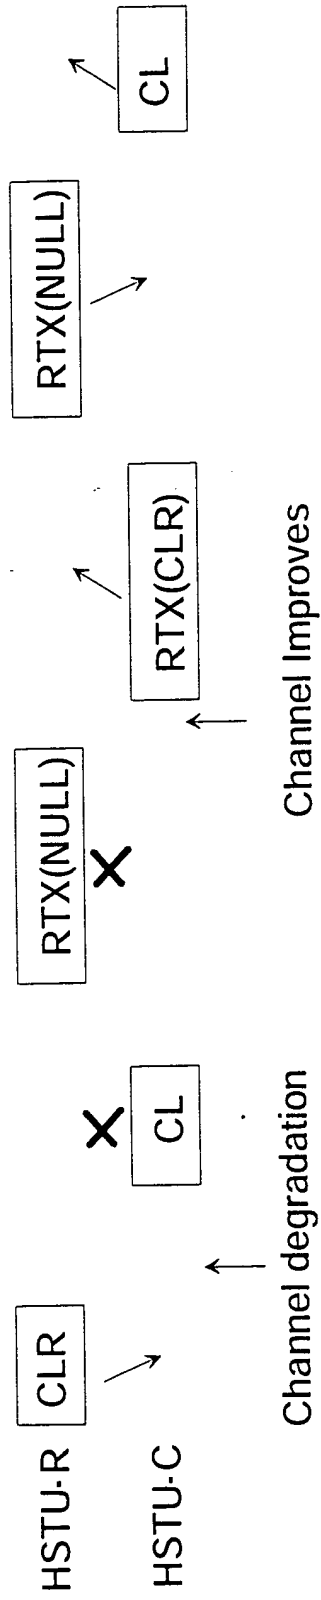 HSTU-R
CLR
RTX(NULL)
RTX(NULL)
HSTU-C
CL
RTX(CLR)
CL
Channel degradation
Channel Improves